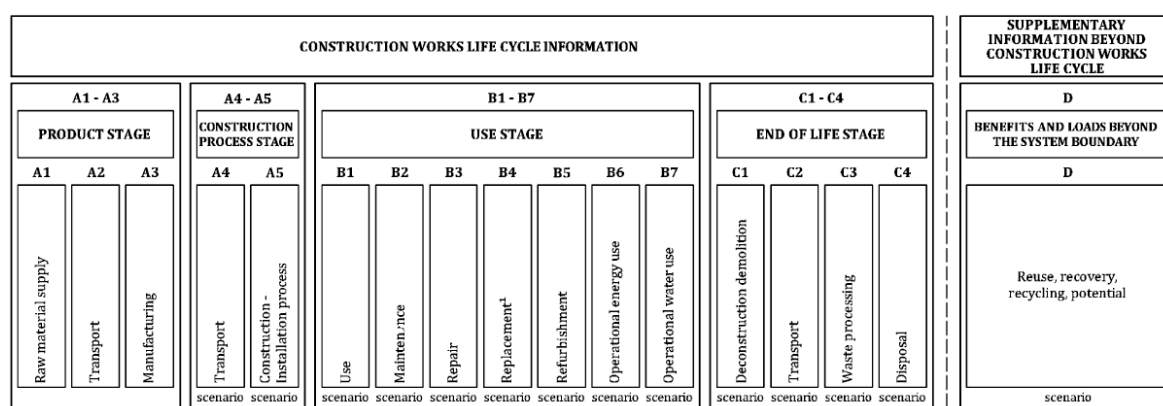 CONSTRUCTION WORKS LIFE CYCLE INFORMATION
SUPPLEMENTARY
INFORMATION BEYOND
CONSTRUCTION WORKS
LIFE CYCLE
A1 - A3
PRODUCT STAGE
A1
A2
A3
Raw material supply
Transport
Manufacturing
A4 - A5
CONSTRUCTION
PROCESS STAGE
A4
A5
Transport
Construction -
Installation process
scenario
scenario
B1 - B7
USE STAGE
B1
B2
B3
B4
B5
B6
B7
Use
Maintenance
Repair
Replacement¹
Refurbishment
Operational energy use
Operational water use
scenario
scenario
scenario
scenario
scenario
scenario
scenario
C1 - C4
END OF LIFE STAGE
C1
C2
C3
C4
Deconstruction demolition
Transport
Waste processing
Disposal
scenario
scenario
scenario
scenario
D
BENEFITS AND LOADS BEYOND
THE SYSTEM BOUNDARY
D
Reuse, recovery,
recycling, potential
scenario